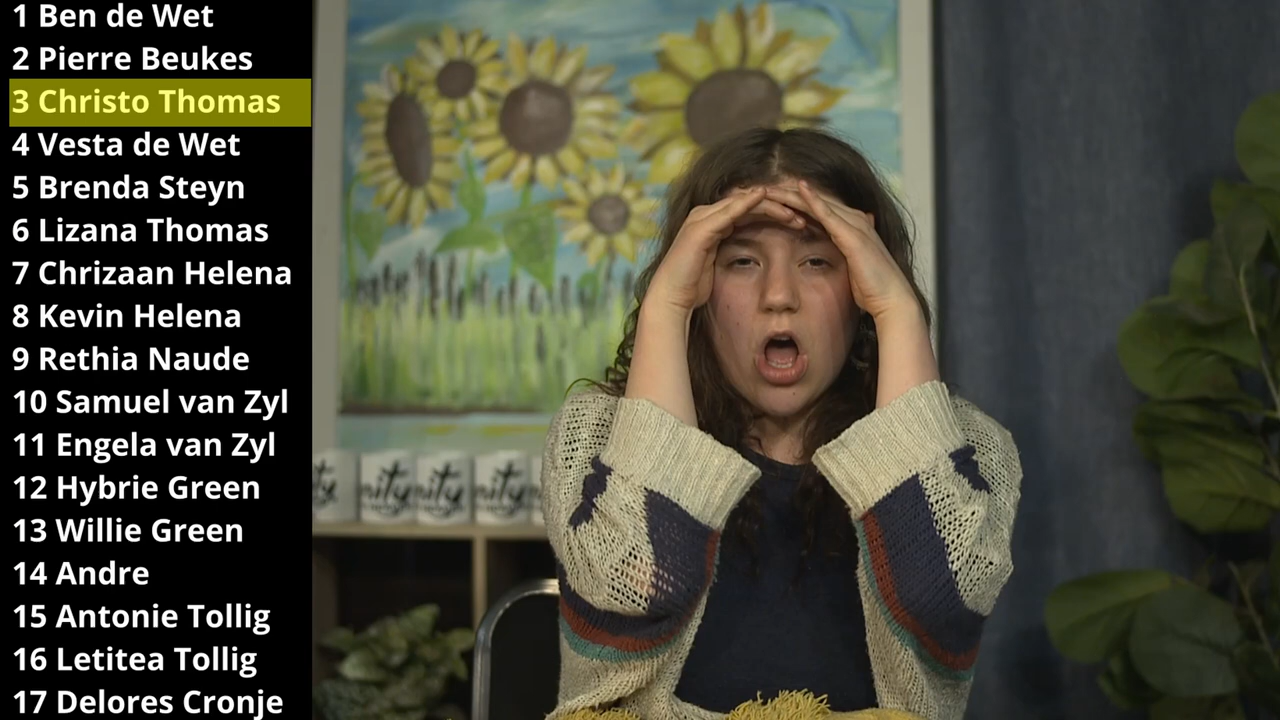 1 Ben de Wet
2 Pierre Beukes
3 Christo Thomas
4 Vesta de Wet
5 Brenda Steyn
6 Lizana Thomas
7 Chrizaan Helena
8 Kevin Helena
9 Rethia Naude
10 Samuel van Zyl
11 Engela van Zyl
12 Hybrie Green
13 Willie Green
14 Andre
15 Antonie Tollig
16 Letitea Tollig
17 Delores Cronje